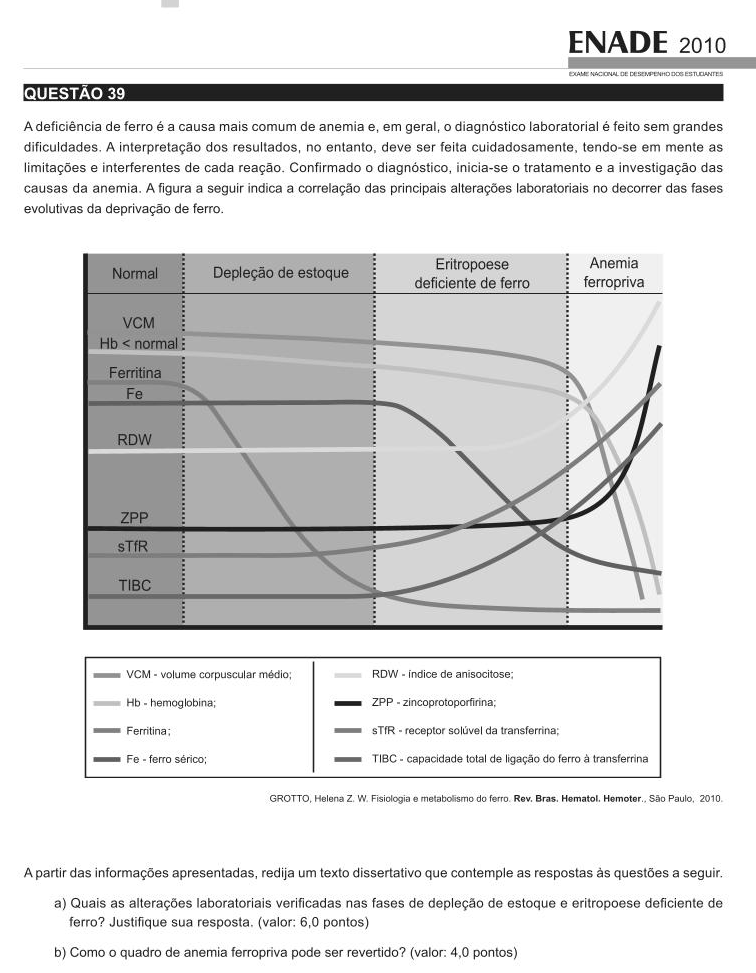 ENADE 2010
EXAME NACIONAL DE DESEMPENHO DOS ESTUDANTES
QUESTÃO 39
A deficiência de ferro é a causa mais comum de anemia e, em geral, o diagnóstico laboratorial é feito sem grandes
dificuldades. A interpretação dos resultados, no entanto, deve ser feita cuidadosamente, tendo-se em mente as
limitações e interferentes de cada reação. Confirmado o diagnóstico, inicia-se o tratamento e a investigação das
causas da anemia. A figura a seguir indica a correlação das principais alterações laboratoriais no decorrer das fases
evolutivas da deprivação de ferro.
Normal
Depleção de estoque
Eritropoese
deficiente de ferro
Anemia
ferropriva
VCM
Hb < normal
Ferritina
Fe
RDW
ZPP
sTfR
TIBC
VCM - volume corpuscular médio;
Hb - hemoglobina;
Ferritina;
Fe - ferro sérico;
RDW - índice de anisocitose;
ZPP - zincoprotoporfirina;
sTfR - receptor solúvel da transferrina;
TIBC - capacidade total de ligação do ferro à transferrina
GROTTO, Helena Z. W. Fisiologia e metabolismo do ferro. Rev. Bras. Hematol. Hemoter., São Paulo, 2010.
A partir das informações apresentadas, redija um texto dissertativo que contemple as respostas às questões a seguir.
a) Quais as alterações laboratoriais verificadas nas fases de depleção de estoque e eritropoese deficiente de
ferro? Justifique sua resposta. (valor: 6,0 pontos)
b) Como o quadro de anemia ferropriva pode ser revertido? (valor: 4,0 pontos)